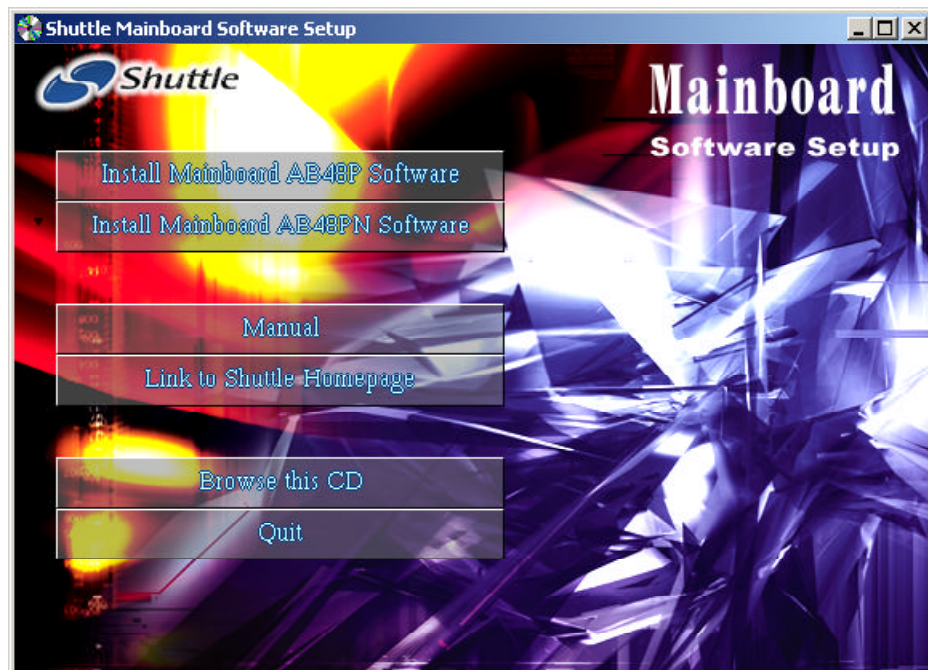 Shuttle Mainboard Software Setup
Shuttle
Mainboard
Software Setup
Install Mainboard AB48P Software
Install Mainboard AB48PN Software
Manual
Link to Shuttle Homepage
Browse this CD
Quit